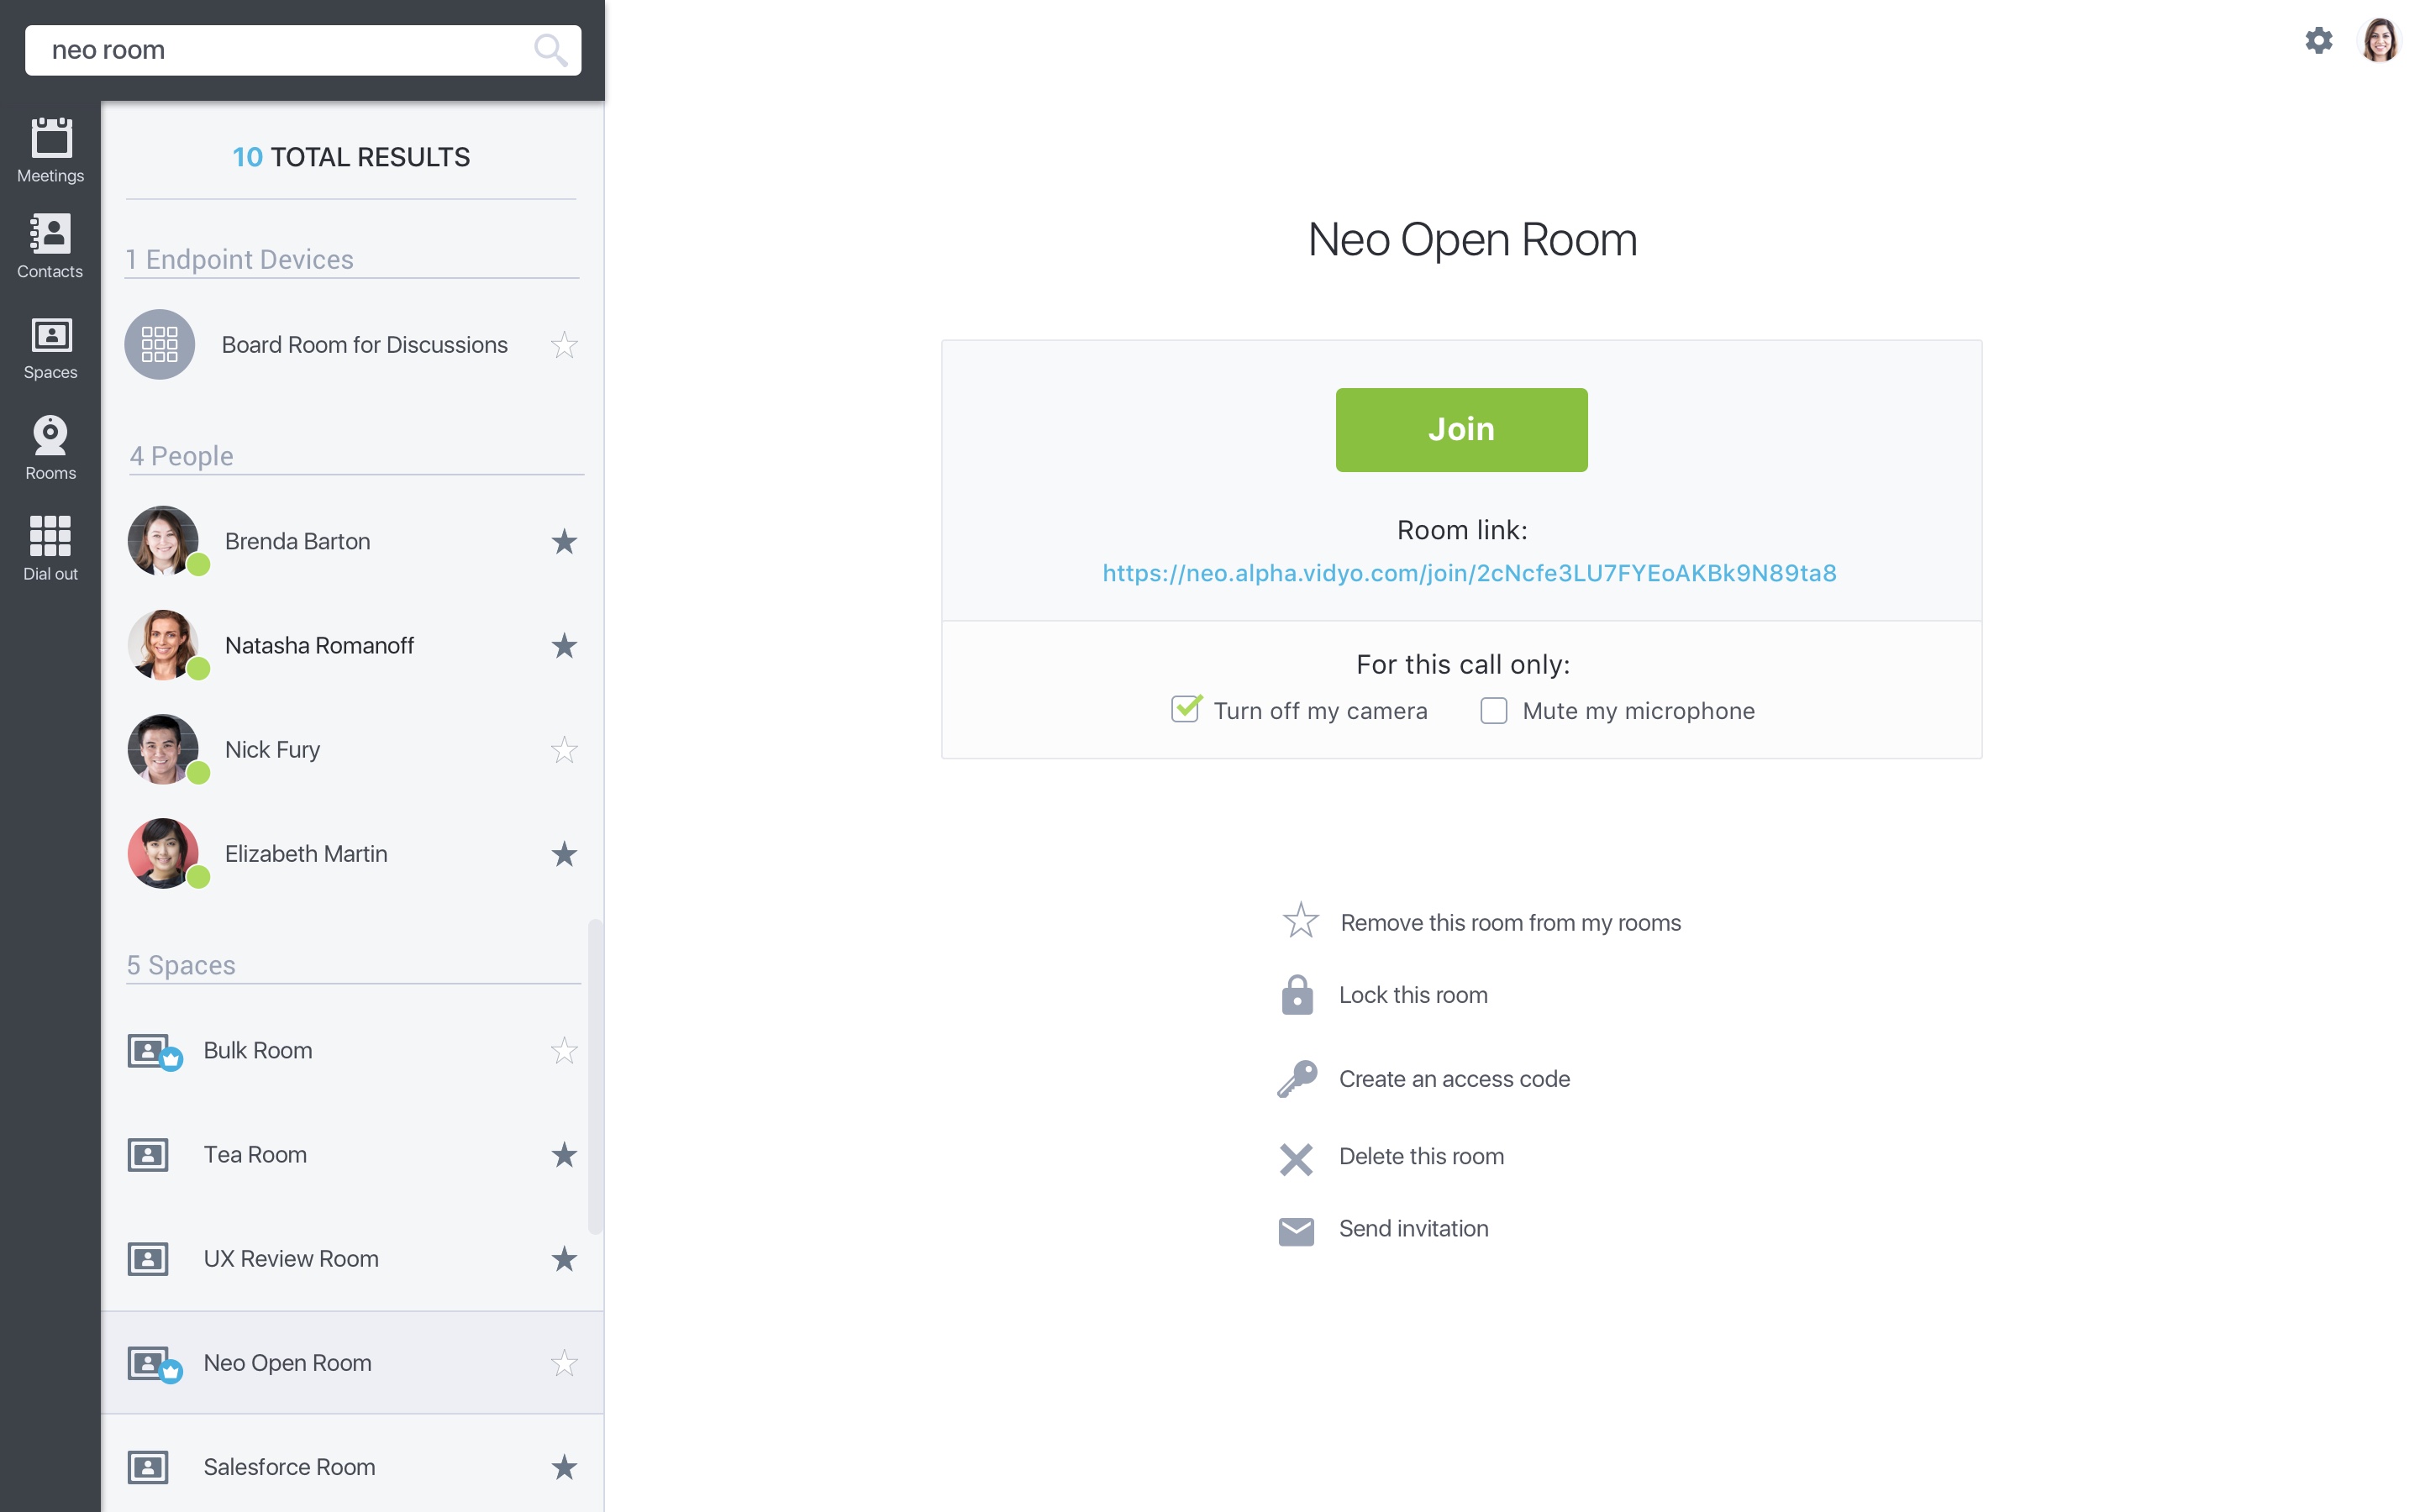 neo room
Meetings
Contacts
Spaces
Rooms
Dial out
10 TOTAL RESULTS
1 Endpoint Devices
Board Room for Discussions
4 People
Brenda Barton
Natasha Romanoff
Nick Fury
Elizabeth Martin
5 Spaces
Bulk Room
Tea Room
UX Review Room
Neo Open Room
Salesforce Room
Neo Open Room
Join
Room link:
https://neo.alpha.vidyo.com/join/2cNcfe3LU7FYEoAKBk9N89ta8
For this call only:
Turn off my camera Mute my microphone
Remove this room from my rooms
Lock this room
Create an access code
Delete this room
Send invitation